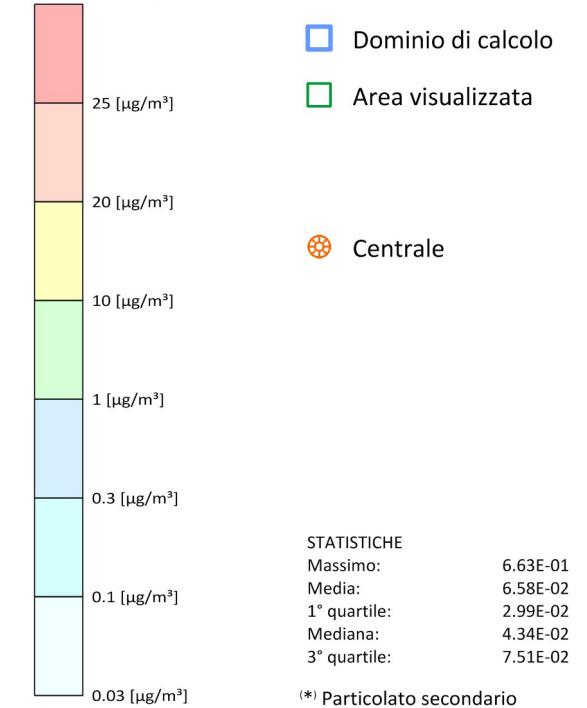 25 [µg/m³]
20 [µg/m³]
10 [µg/m³]
1 [µg/m³]
0.3 [µg/m³]
0.1 [µg/m³]
0.03 [µg/m³]
Dominio di calcolo
Area visualizzata
Centrale
STATISTICHE
Massimo: 6.63E-01
Media: 6.58E-02
1° quartile: 2.99E-02
Mediana: 4.34E-02
3° quartile: 7.51E-02
(*) Particolato secondario